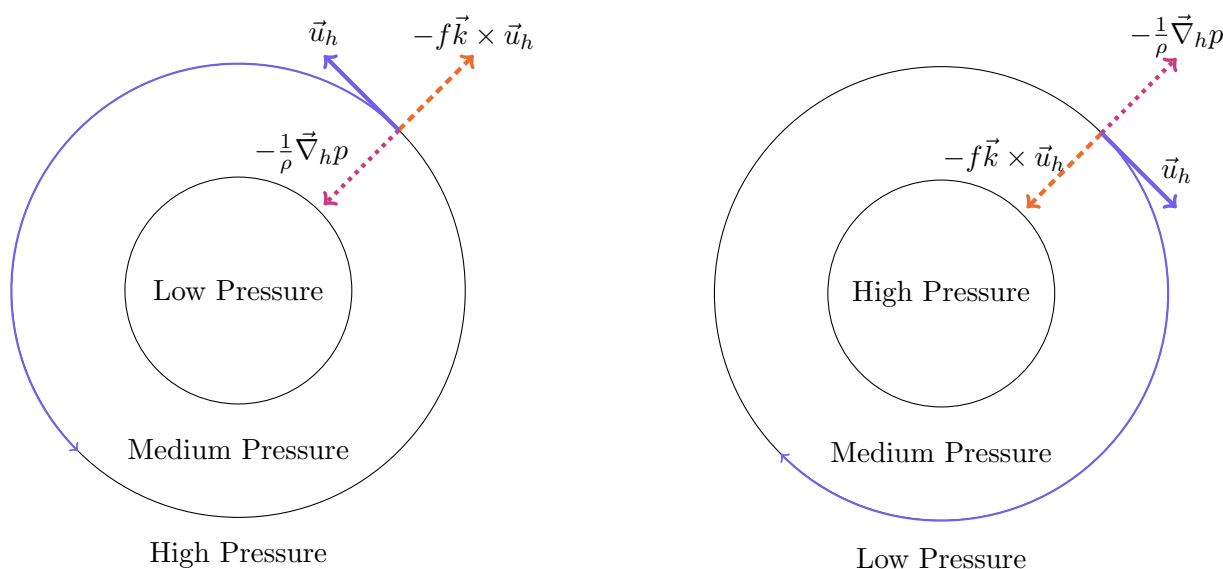 $\vec{u}_h$
$-f\vec{k} \times \vec{u}_h$
$-\frac{1}{\rho}\vec{\nabla}_h p$
Low Pressure
Medium Pressure
High Pressure
$-\frac{1}{\rho}\vec{\nabla}_h p$
$-f\vec{k} \times \vec{u}_h$
$\vec{u}_h$
High Pressure
Medium Pressure
Low Pressure